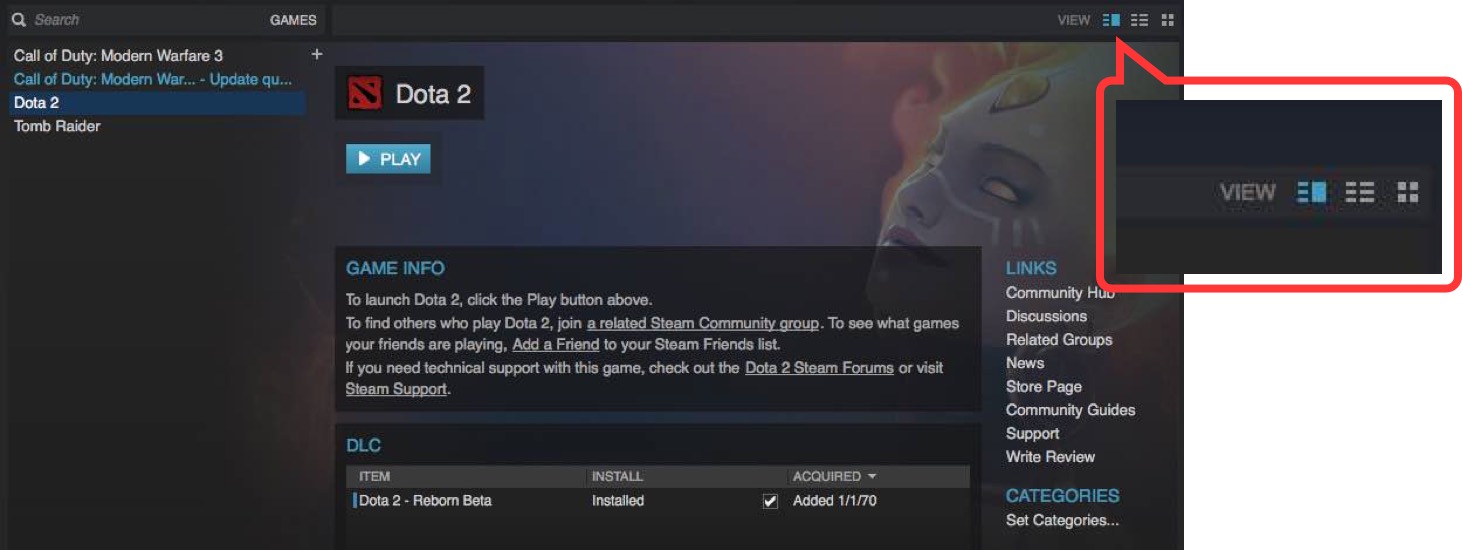 Search GAMES
VIEW
Call of Duty: Modern Warfare 3 +
Call of Duty: Modern War... - Update qu...
Dota 2
Tomb Raider
Dota 2
PLAY
VIEW
GAME INFO
To launch Dota 2, click the Play button above.
To find others who play Dota 2, join a related Steam Community group. To see what games
your friends are playing, Add a Friend to your Steam Friends list.
If you need technical support with this game, check out the Dota 2 Steam Forums or visit
Steam Support.
DLC
ITEM INSTALL ACQUIRED
Dota 2 - Reborn Beta Installed Added 1/1/70
LINKS
Community Hub
Discussions
Related Groups
News
Store Page
Community Guides
Support
Write Review
CATEGORIES
Set Categories...